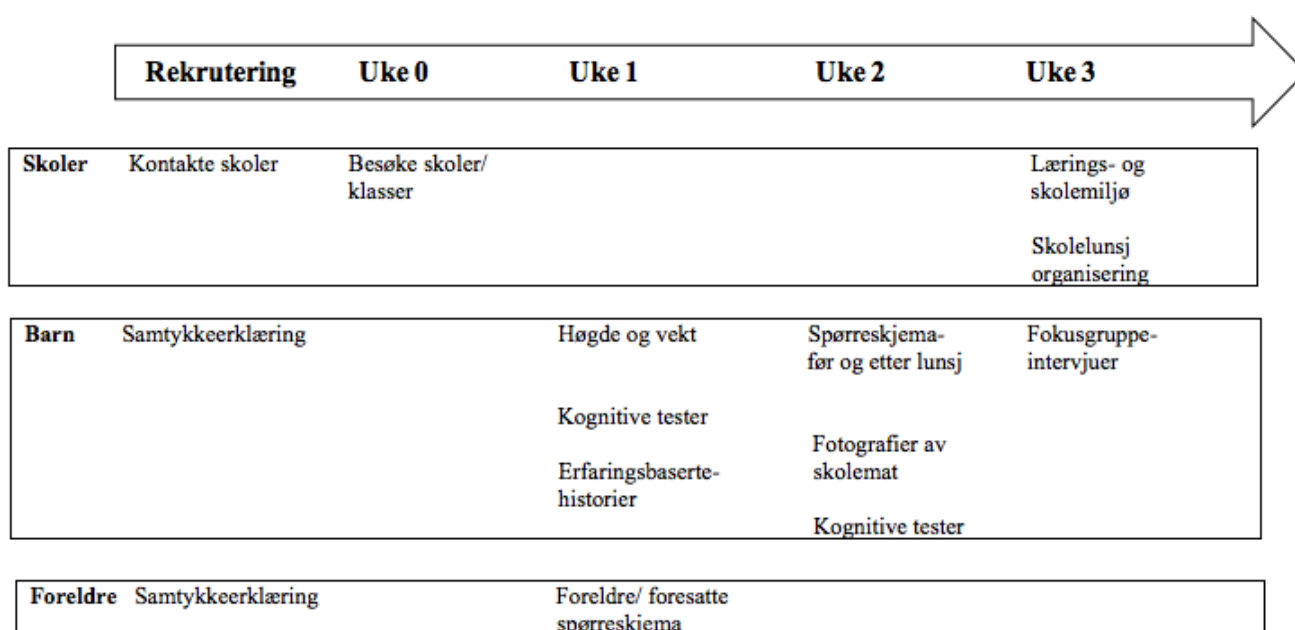 Rekrutering Uke 0 Uke 1 Uke 2 Uke 3
Skoler Kontakte skoler Besøke skoler/ Lærings- og
klasser skolemiljø
Skolelunsj
organisering
Barn Samtykkeerklæring Høgde og vekt Spørreskjema- Fokusgruppe-
før og etter lunsj intervjuer
Kognitive tester
Fotografier av
Erfaringsbaserte- skolemat
historier
Kognitive tester
Foreldre Samtykkeerklæring Foreldre/ foresatte
spørreskjema